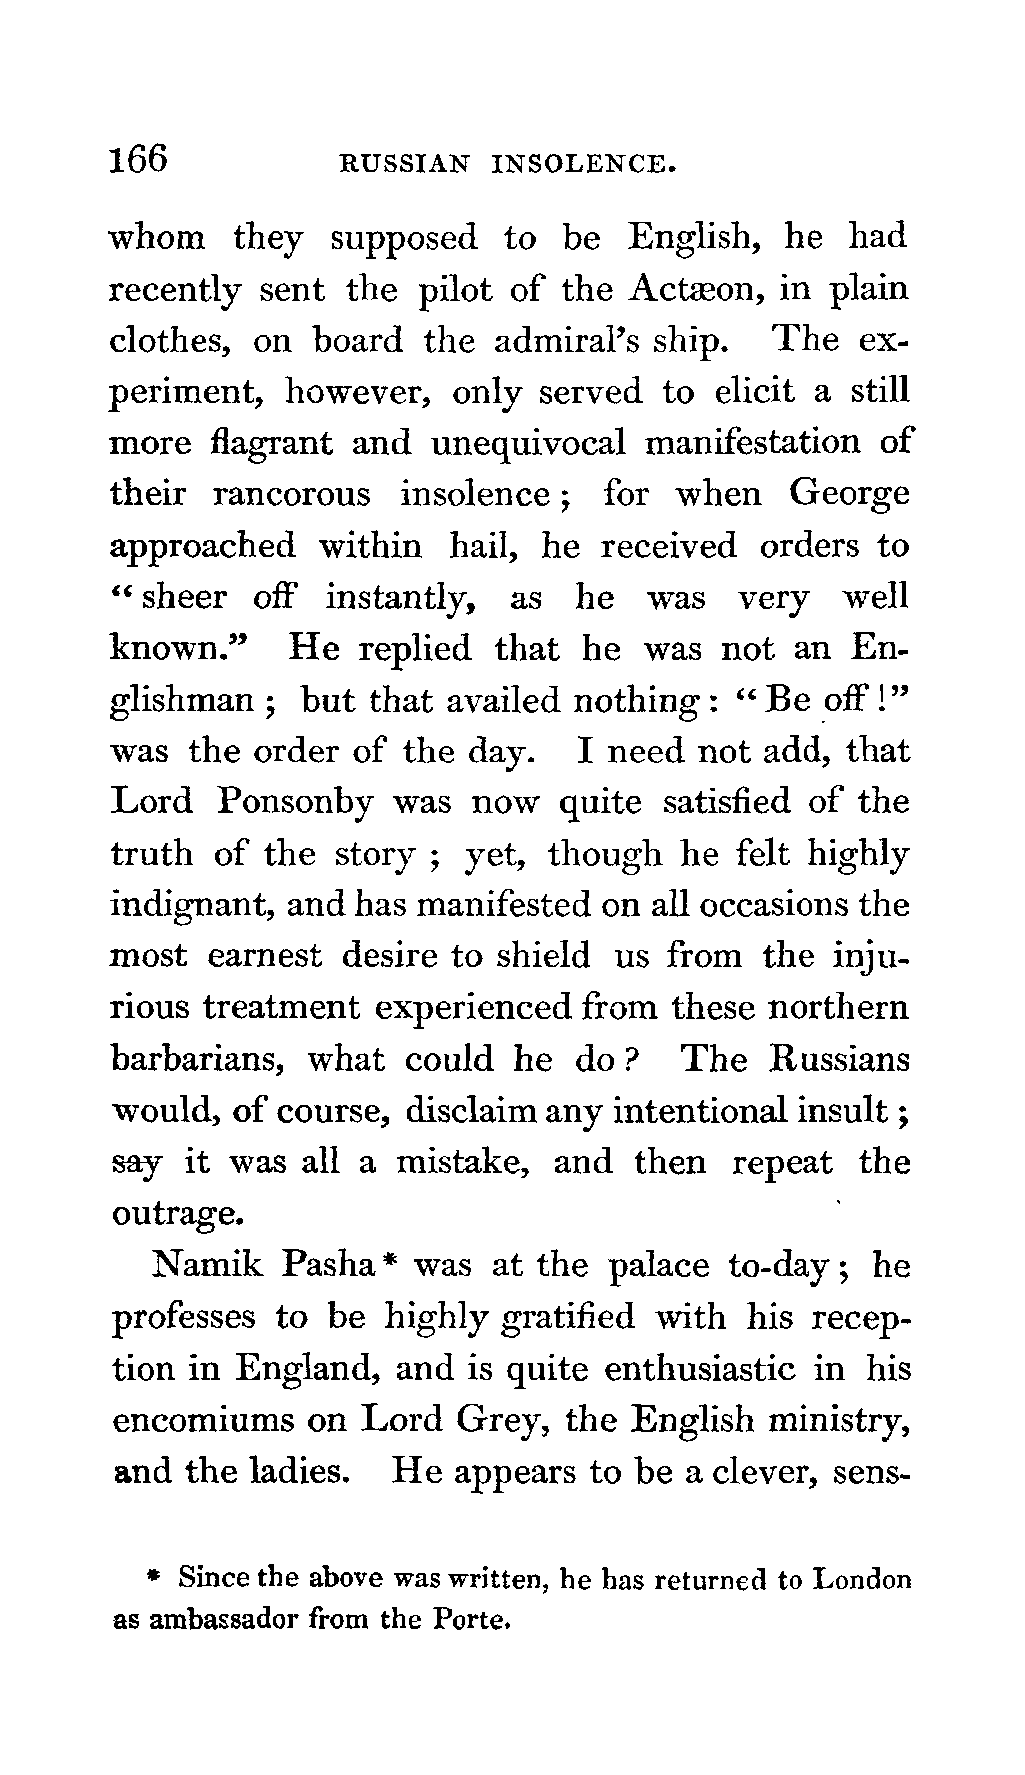 166 RUSSIAN INSOLENCE.
whom they supposed to be English, he had
recently sent the pilot of the Actæon, in plain
clothes, on board the admiral's ship. The ex-
periment, however, only served to elicit a still
more flagrant and unequivocal manifestation of
their rancorous insolence; for when George
approached within hail, he received orders to
"sheer off instantly, as he was very well
known." He replied that he was not an En-
glishman; but that availed nothing: "Be off!"
was the order of the day. I need not add, that
Lord Ponsonby was now quite satisfied of the
truth of the story; yet, though he felt highly
indignant, and has manifested on all occasions the
most earnest desire to shield us from the inju-
rious treatment experienced from these northern
barbarians, what could he do? The Russians
would, of course, disclaim any intentional insult;
say it was all a mistake, and then repeat the
outrage.
Namik Pasha* was at the palace to-day; he
professes to be highly gratified with his recep-
tion in England, and is quite enthusiastic in his
encomiums on Lord Grey, the English ministry,
and the ladies. He appears to be a clever, sens-
* Since the above was written, he has returned to London
as ambassador from the Porte.